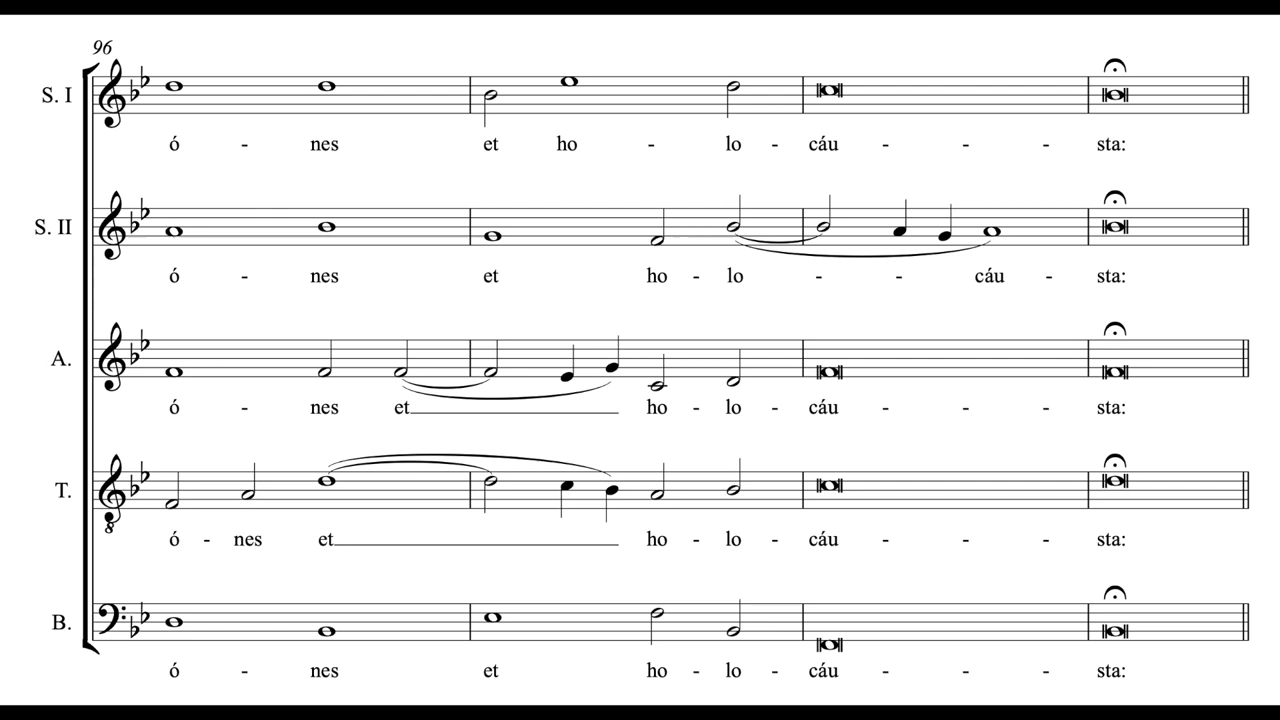 96
S. I
ó - nes et ho - lo - cáu - - - sta:
S. II
ó - nes et ho - lo - - cáu - sta:
A.
ó - nes et ho - lo - cáu - - - sta:
T.
8
ó - nes et ho - lo - cáu - - - sta:
B.
ó - nes et ho - lo - cáu - - - sta: